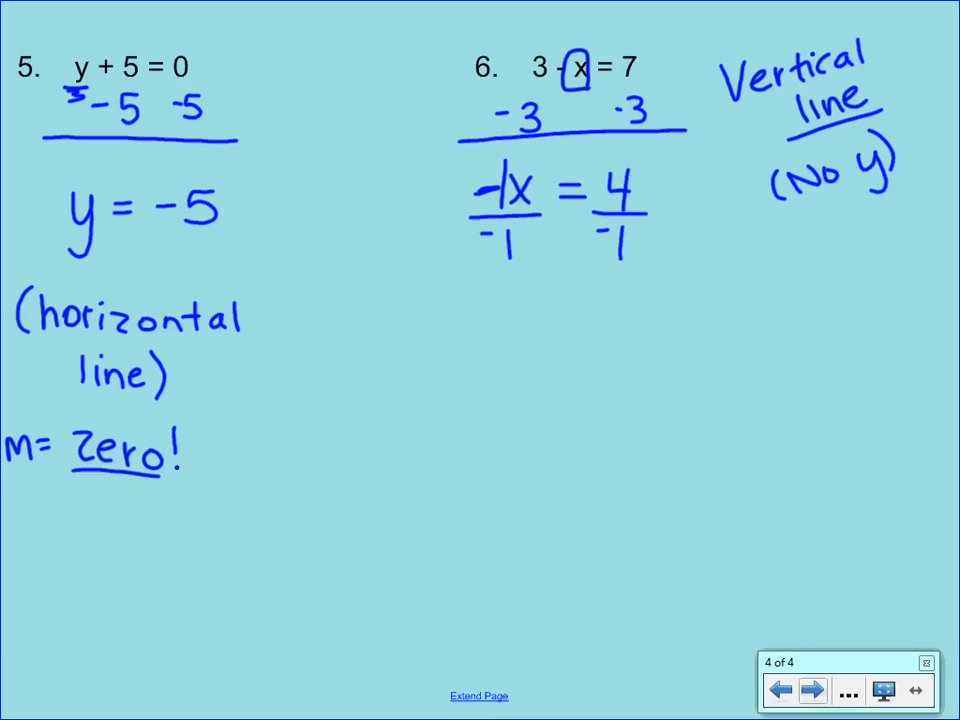 5. y + 5 = 0
-5 -5
y = -5
(horizontal
line)
m = zero!
6. 3 - x = 7
-3 -3
-1x = 4
-1 -1
Vertical
line
(No y)
Extend Page
4 of 4
...